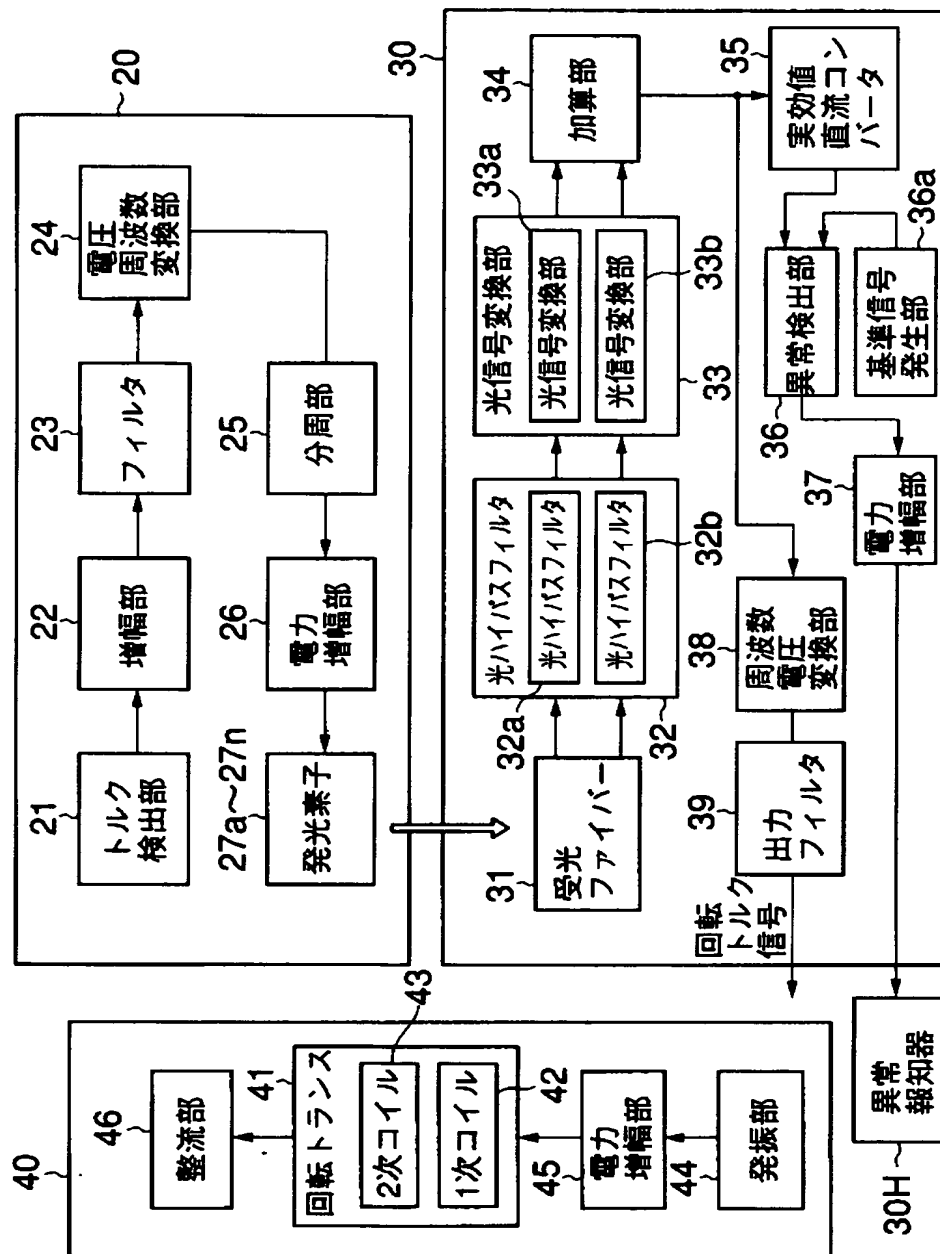 20
21
トルク
検出部
22
増幅部
23
フィルタ
24
電圧
周波数
変換部
25
分周部
26
電力
増幅部
27a～27n
発光素子
30
31
受光
ファイバー
32
光ハイパスフィルタ
32a
光ハイパスフィルタ
32b
光ハイパスフィルタ
33
光信号変換部
33a
光信号変換部
33b
光信号変換部
34
加算部
35
実効値
直流コン
バータ
36
異常検出部
36a
基準信号
発生部
37
電力
増幅部
38
周波数
電圧
変換部
39
出力
フィルタ
回転
トルク
信号
40
46
整流部
41
回転トランス
43
2次コイル
42
1次コイル
45
電力
増幅部
44
発振部
異常
報知器
30H